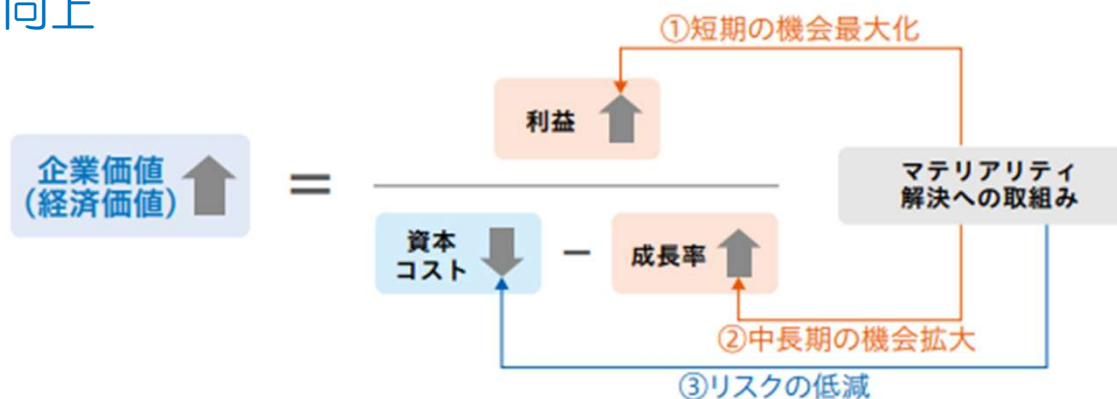 向上
①短期の機会最大化
利益
企業価値
(経済価値)
=
マテリアリティ
解決への取組み
資本
コスト
−
成長率
②中長期の機会拡大
③リスクの低減